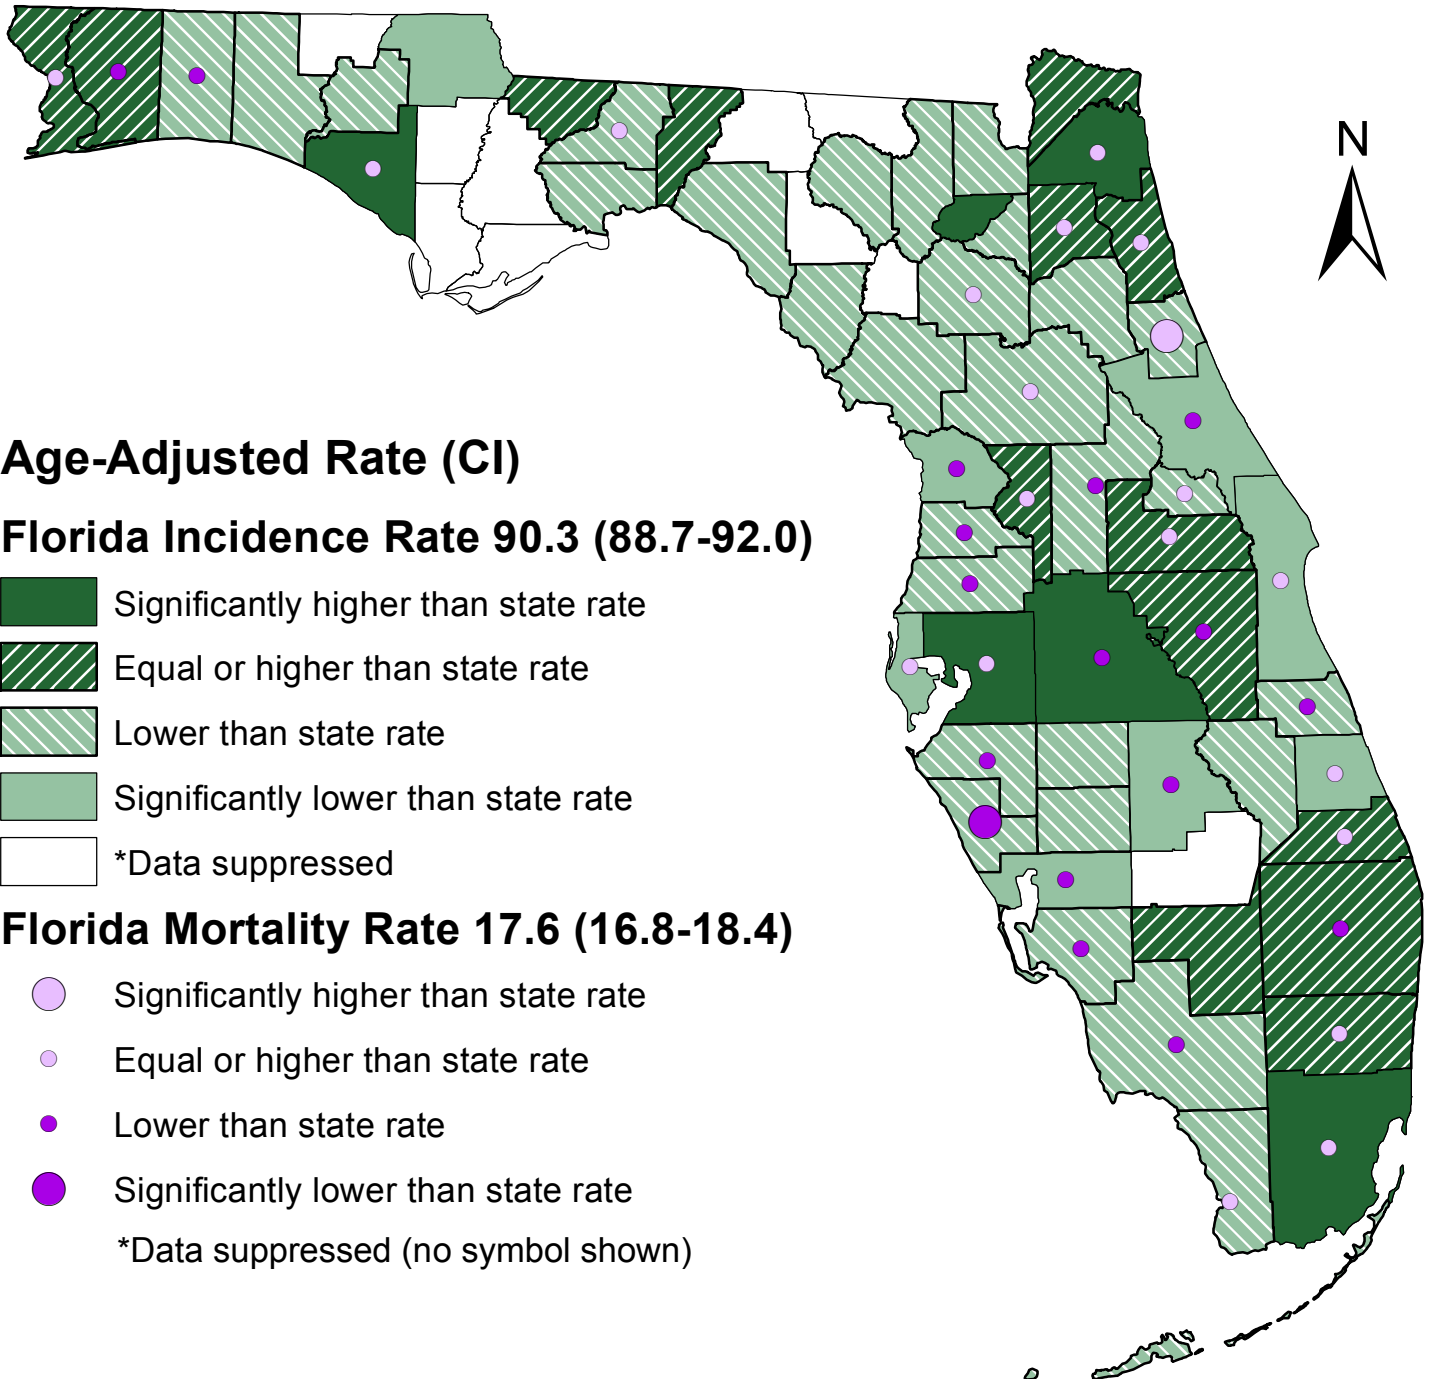 N
Age-Adjusted Rate (CI)
Florida Incidence Rate 90.3 (88.7-92.0)
Significantly higher than state rate
Equal or higher than state rate
Lower than state rate
Significantly lower than state rate
*Data suppressed
Florida Mortality Rate 17.6 (16.8-18.4)
Significantly higher than state rate
Equal or higher than state rate
Lower than state rate
Significantly lower than state rate
*Data suppressed (no symbol shown)